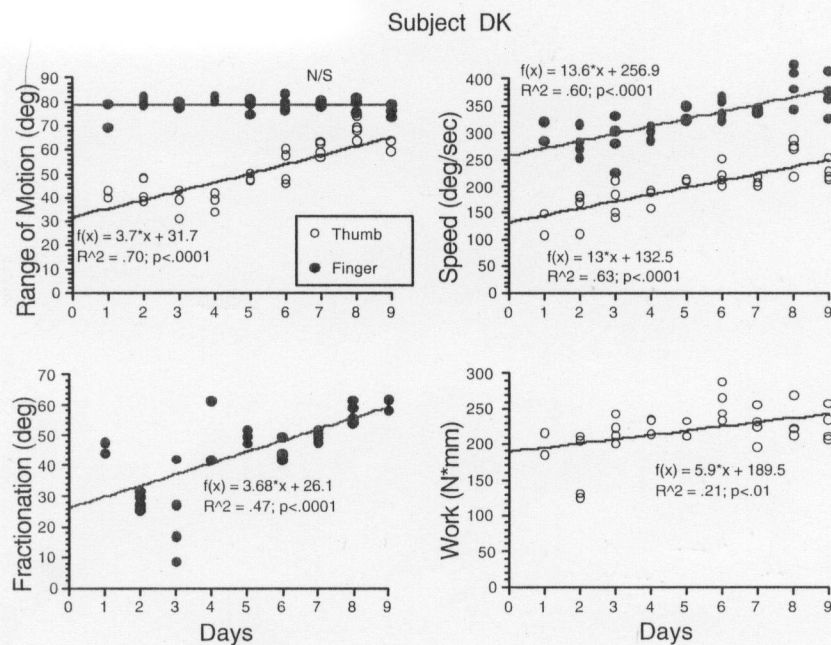 Subject DK
Range of Motion (deg)
90
80
70
60
50
40
30
20
10
0
N/S
f(x) = 3.7*x + 31.7
R^2 = .70; p<.0001
Thumb
Finger
0 1 2 3 4 5 6 7 8 9
Speed (deg/sec)
400
350
300
250
200
150
100
50
0
f(x) = 13.6*x + 256.9
R^2 = .60; p<.0001
f(x) = 13*x + 132.5
R^2 = .63; p<.0001
0 1 2 3 4 5 6 7 8 9
Fractionation (deg)
70
60
50
40
30
20
10
0
f(x) = 3.68*x + 26.1
R^2 = .47; p<.0001
0 1 2 3 4 5 6 7 8 9
Days
Work (N*mm)
300
250
200
150
100
50
0
f(x) = 5.9*x + 189.5
R^2 = .21; p<.01
0 1 2 3 4 5 6 7 8 9
Days